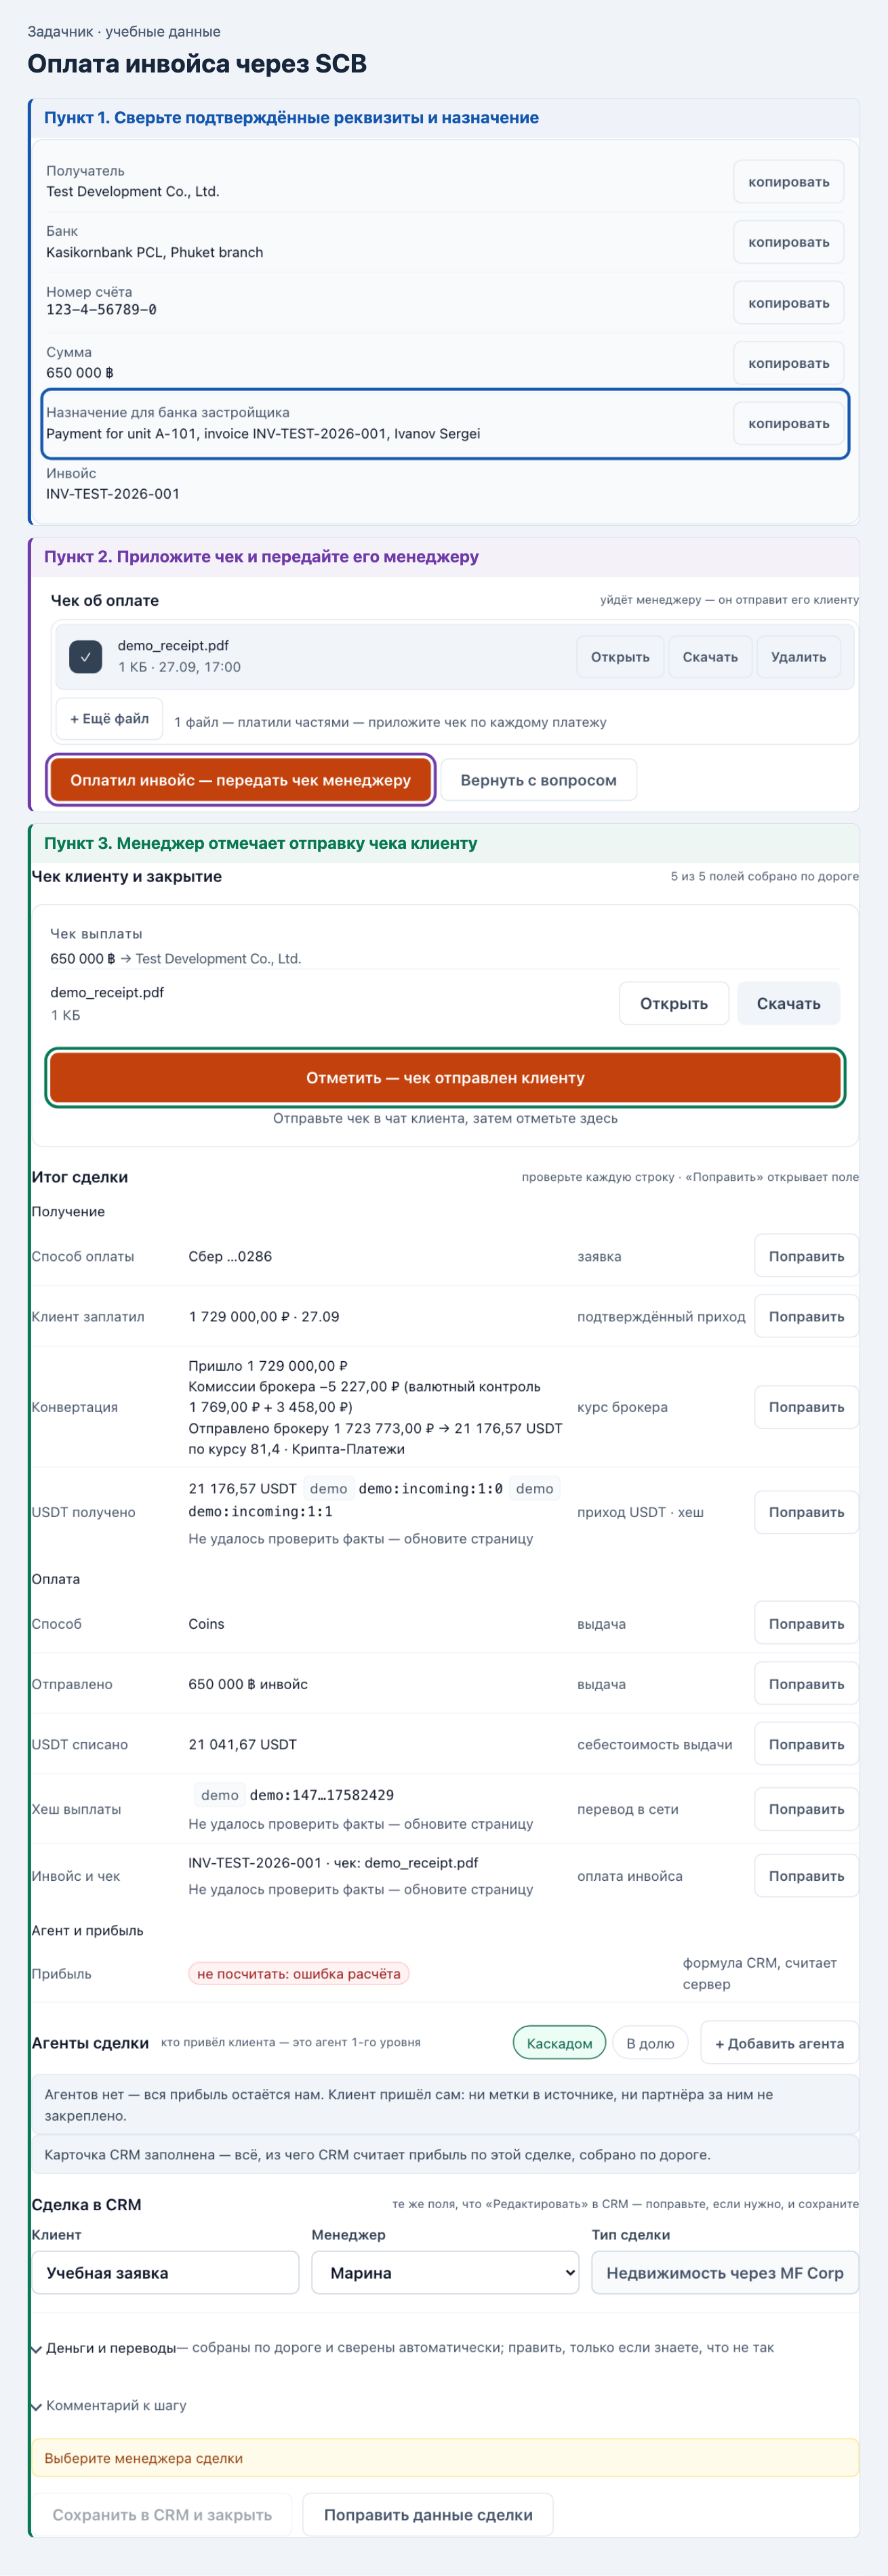 Задачник · учебные данные
Оплата инвойса через SCB
Пункт 1. Сверьте подтверждённые реквизиты и назначение
Получатель
Test Development Co., Ltd.
копировать
Банк
Kasikornbank PCL, Phuket branch
копировать
Номер счёта
123-4-56789-0
копировать
Сумма
650 000 ฿
копировать
Назначение для банка застройщика
Payment for unit A-101, invoice INV-TEST-2026-001, Ivanov Sergei
копировать
Инвойс
INV-TEST-2026-001
Пункт 2. Приложите чек и передайте его менеджеру
Чек об оплате
уйдёт менеджеру — он отправит его клиенту
demo_receipt.pdf
1 КБ · 27.09, 17:00
Открыть
Скачать
Удалить
+ Ещё файл
1 файл — платили частями — приложите чек по каждому платежу
Оплатил инвойс — передать чек менеджеру
Вернуть с вопросом
Пункт 3. Менеджер отмечает отправку чека клиенту
Чек клиенту и закрытие
5 из 5 полей собрано по дороге
Чек выплаты
650 000 ฿ → Test Development Co., Ltd.
demo_receipt.pdf
1 КБ
Открыть
Скачать
Отметить — чек отправлен клиенту
Отправьте чек в чат клиента, затем отметьте здесь
Итог сделки
проверьте каждую строку · «Поправить» открывает поле
Получение
Способ оплаты
Сбер …0286
заявка
Поправить
Клиент заплатил
1 729 000,00 ₽ · 27.09
подтверждённый приход
Поправить
Конвертация
Пришло 1 729 000,00 ₽
Комиссии брокера −5 227,00 ₽ (валютный контроль
1 769,00 ₽ + 3 458,00 ₽)
Отправлено брокеру 1 723 773,00 ₽ → 21 176,57 USDT
по курсу 81,4 · Крипта-Платежи
курс брокера
Поправить
USDT получено
21 176,57 USDT demo demo:incoming:1:0 demo
demo:incoming:1:1
Не удалось проверить факты — обновите страницу
приход USDT · хеш
Поправить
Оплата
Способ
Coins
выдача
Поправить
Отправлено
650 000 ฿ инвойс
выдача
Поправить
USDT списано
21 041,67 USDT
себестоимость выдачи
Поправить
Хеш выплаты
demo demo:147…17582429
Не удалось проверить факты — обновите страницу
перевод в сети
Поправить
Инвойс и чек
INV-TEST-2026-001 · чек: demo_receipt.pdf
Не удалось проверить факты — обновите страницу
оплата инвойса
Поправить
Агент и прибыль
Прибыль
не посчитать: ошибка расчёта
формула CRM, считает
сервер
Агенты сделки
кто привёл клиента — это агент 1-го уровня
Каскадом
В долю
+ Добавить агента
Агентов нет — вся прибыль остаётся нам. Клиент пришёл сам: ни метки в источнике, ни партнёра за ним не
закреплено.
Карточка CRM заполнена — всё, из чего CRM считает прибыль по этой сделке, собрано по дороге.
Сделка в CRM
те же поля, что «Редактировать» в CRM — поправьте, если нужно, и сохраните
Клиент
Менеджер
Тип сделки
Учебная заявка
Марина
Недвижимость через MF Corp
Деньги и переводы— собраны по дороге и сверены автоматически; править, только если знаете, что не так
Комментарий к шагу
Выберите менеджера сделки
Сохранить в CRM и закрыть
Поправить данные сделки